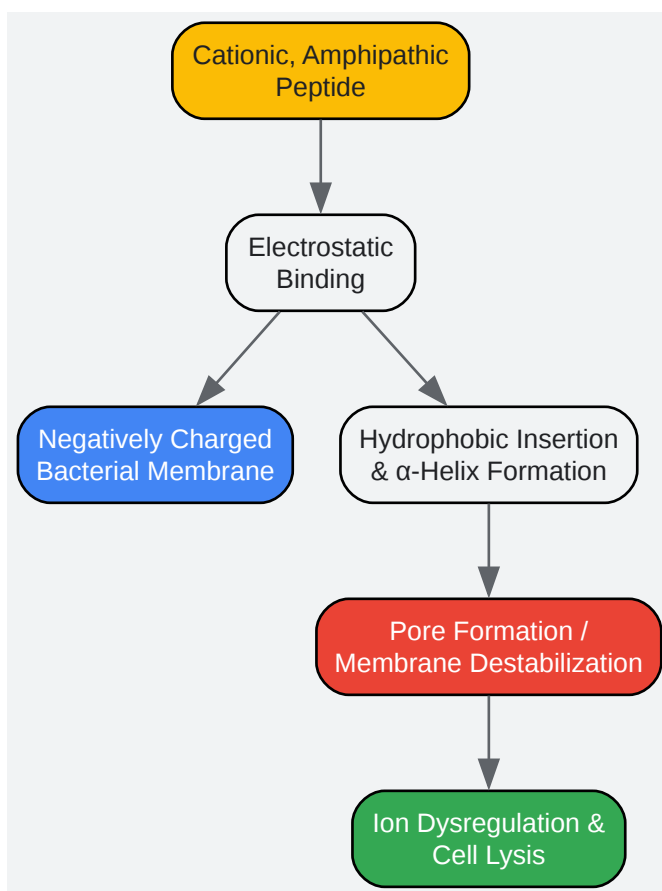 Cationic, Amphipathic
Peptide
Electrostatic
Binding
Negatively Charged
Bacterial Membrane
Hydrophobic Insertion
& α-Helix Formation
Pore Formation /
Membrane Destabilization
Ion Dysregulation &
Cell Lysis